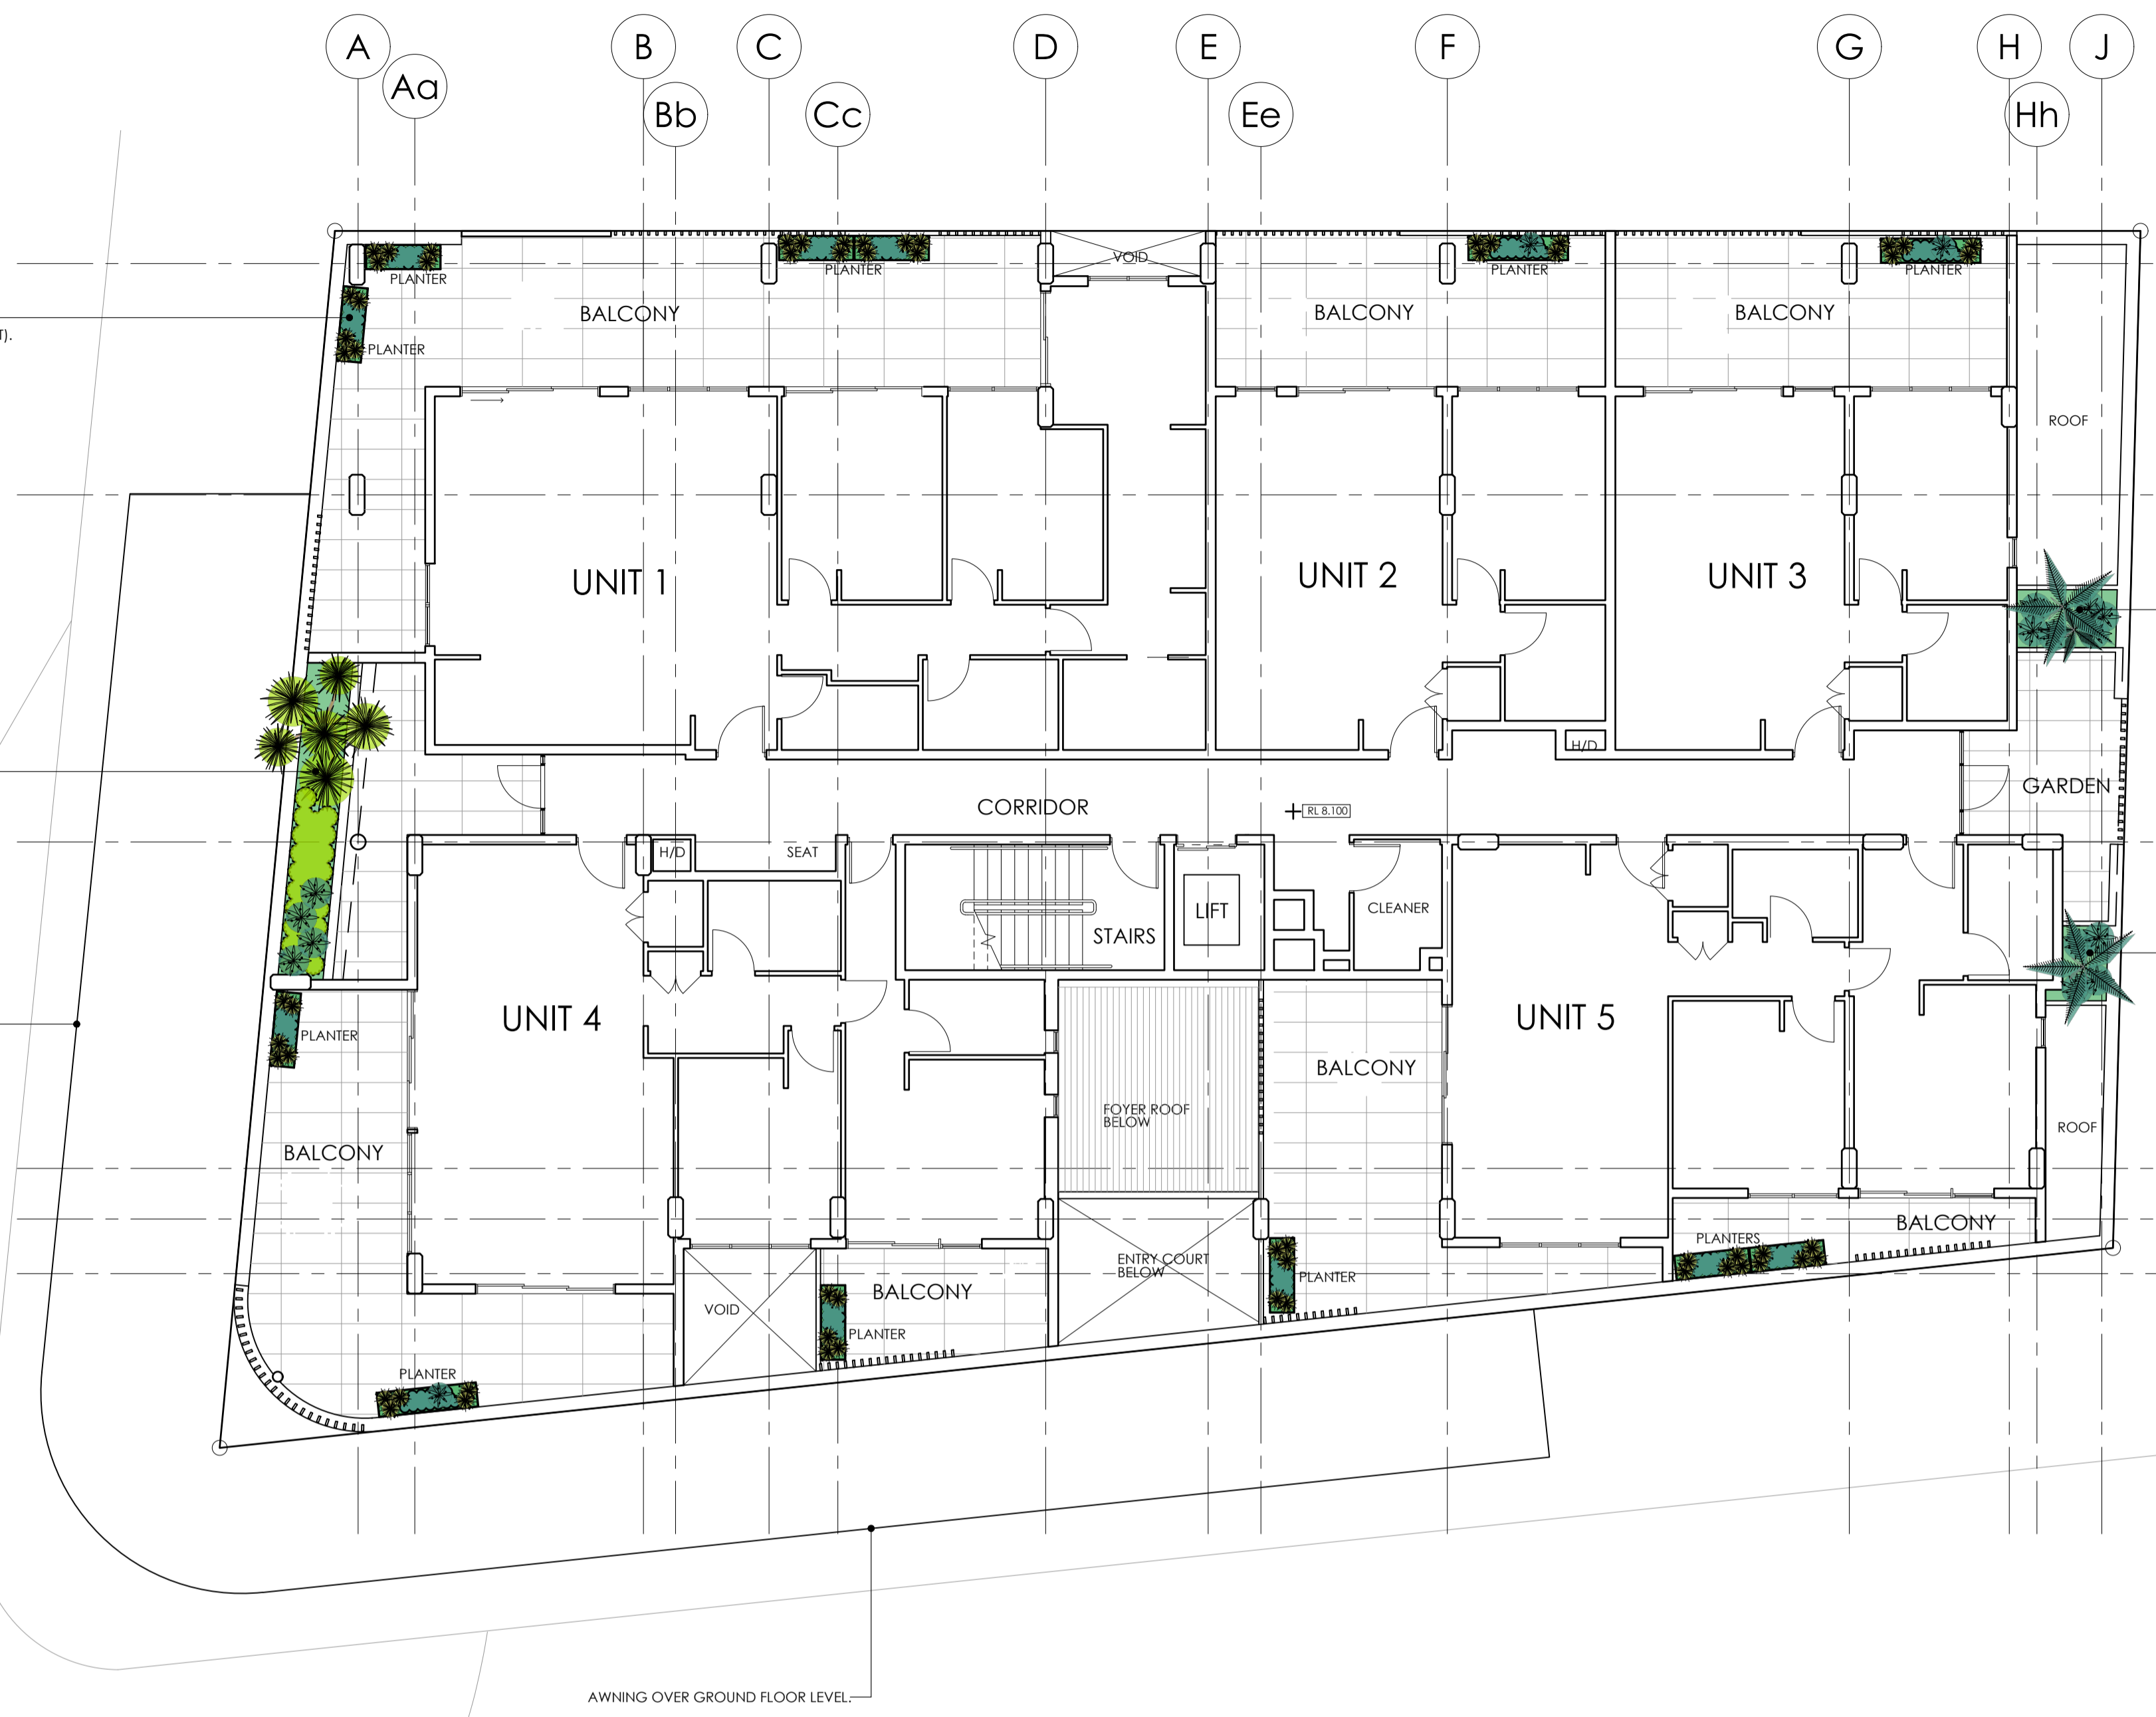 A
B
C
D
E
F
G
H
J
Aa
Bb
Cc
Ee
Hh
VOID
PLANTER
PLANTER
PLANTER
PLANTER
BALCONY
BALCONY
BALCONY
T).
PLANTER
ROOF
UNIT 1
UNIT 2
UNIT 3
H/D
GARDEN
CORRIDOR
RL 8.100
H/D
SEAT
LIFT
CLEANER
STAIRS
UNIT 4
UNIT 5
PLANTER
BALCONY
FOYER ROOF
BELOW
ROOF
BALCONY
BALCONY
PLANTERS
ENTRY COURT
BELOW
PLANTER
BALCONY
VOID
PLANTER
PLANTER
AWNING OVER GROUND FLOOR LEVEL.